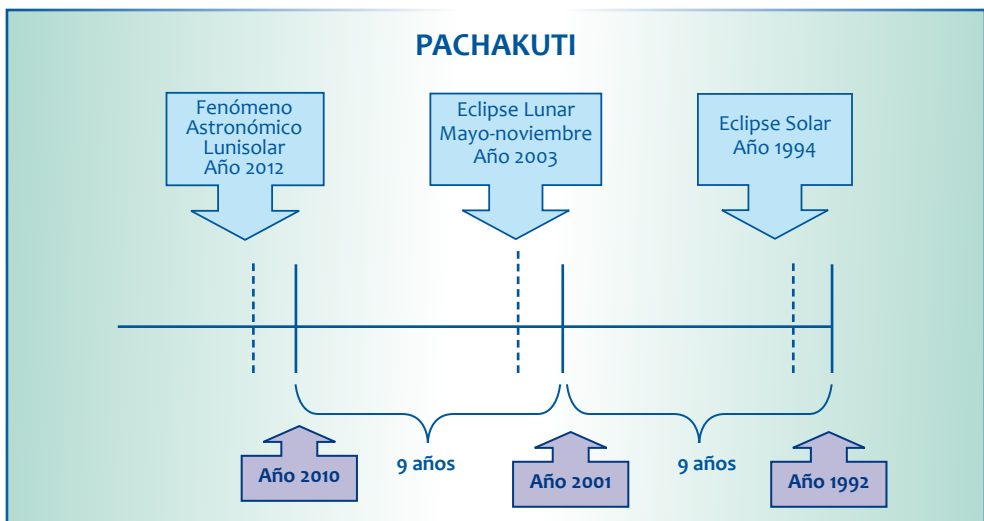 PACHAKUTI
Fenómeno
Astronómico
Lunisolar
Año 2012
Eclipse Lunar
Mayo-noviembre
Año 2003
Eclipse Solar
Año 1994
9 años
9 años
Año 2010
Año 2001
Año 1992